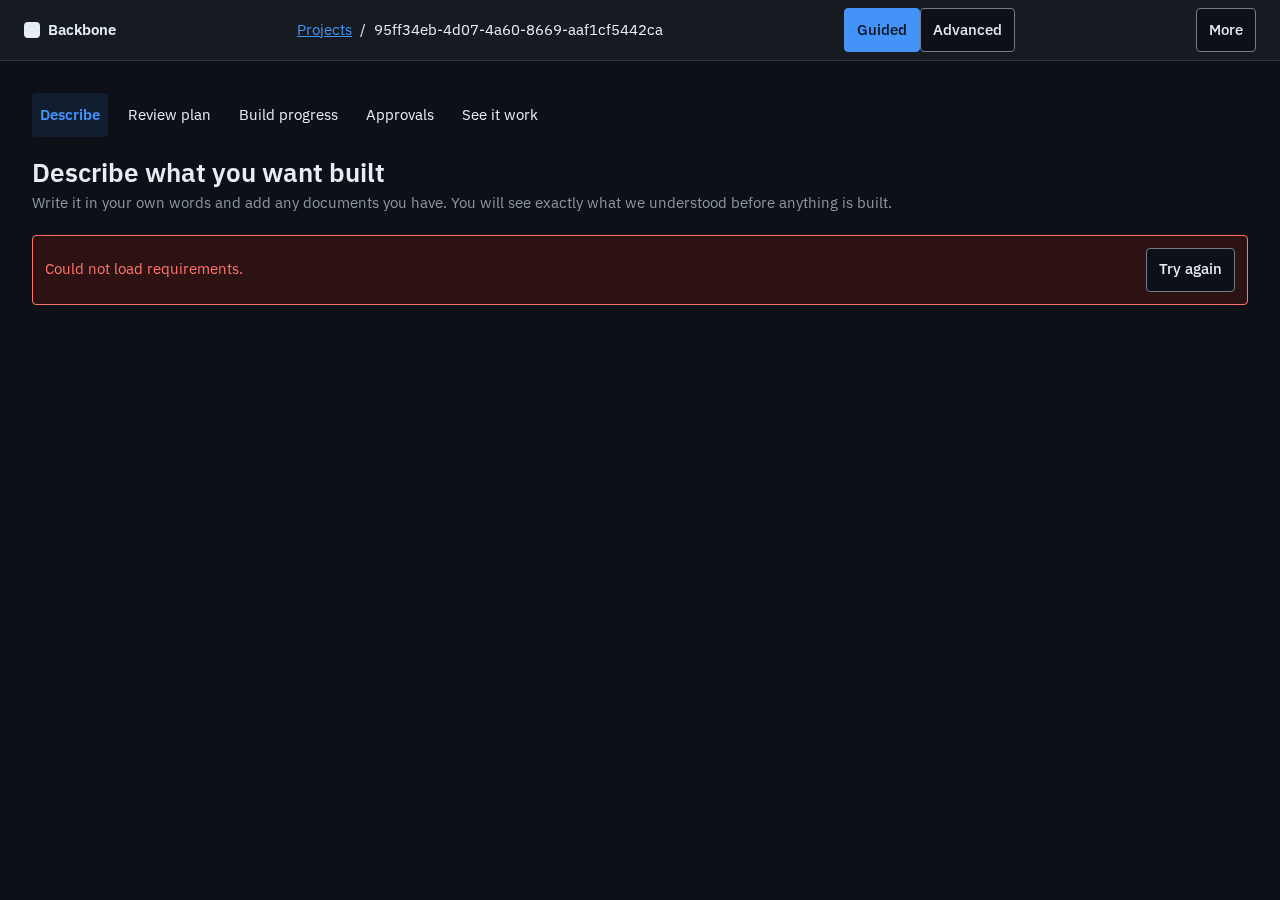 Backbone
Projects / 95ff34eb-4d07-4a60-8669-aaf1cf5442ca
Guided
Advanced
More
Describe
Review plan
Build progress
Approvals
See it work
Describe what you want built
Write it in your own words and add any documents you have. You will see exactly what we understood before anything is built.
Could not load requirements.
Try again